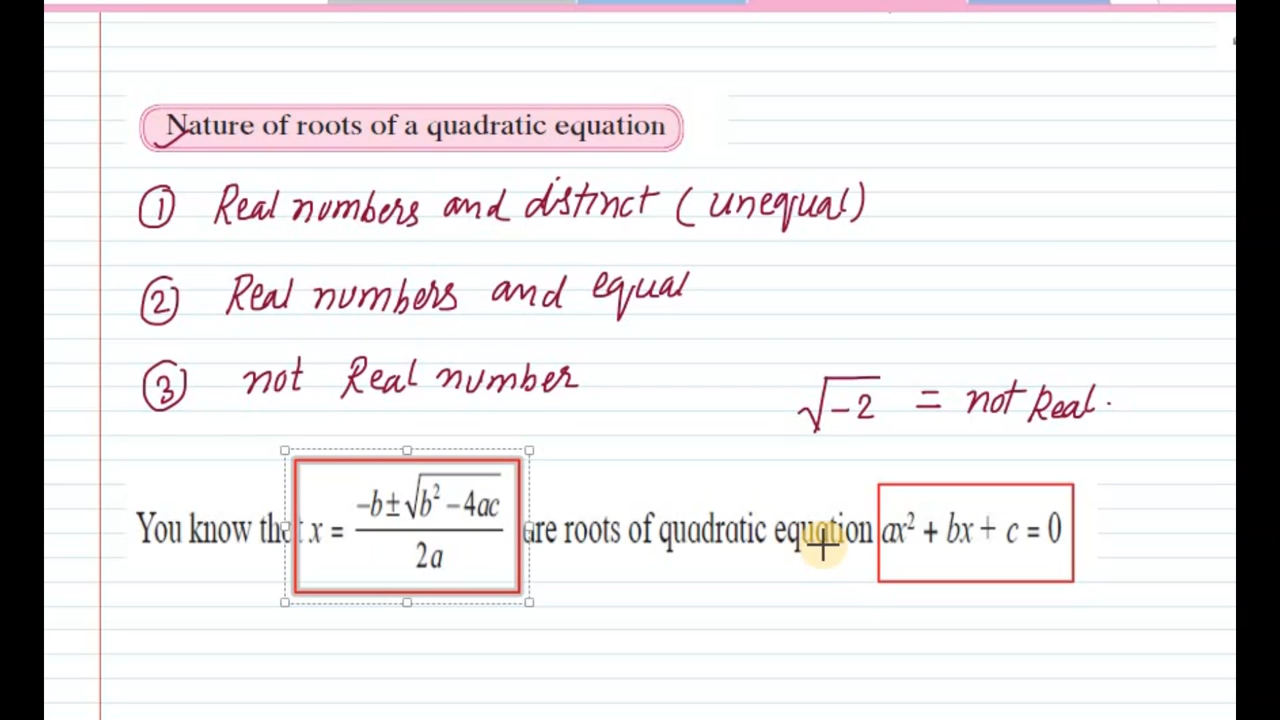 Nature of roots of a quadratic equation
① Real numbers and distinct (unequal)
② Real numbers and equal
③ not Real number
√-2 = not Real.
You know that x = (-b ± √(b² - 4ac)) / 2a are roots of quadratic equation ax² + bx + c = 0